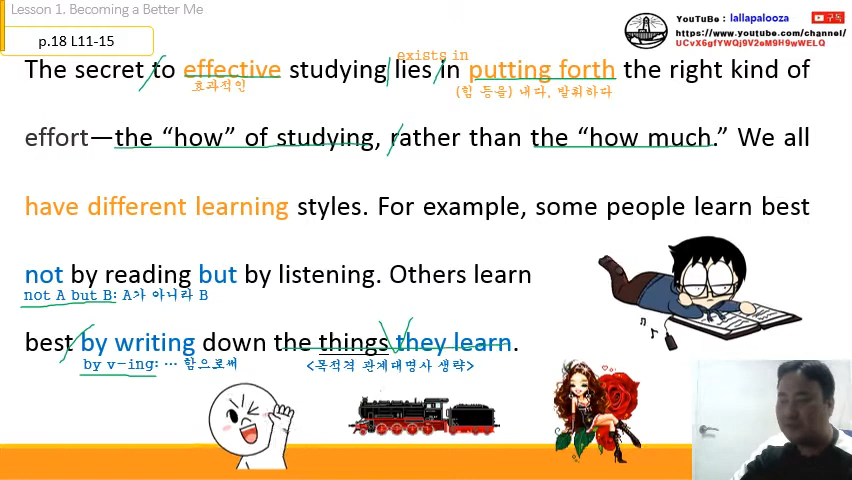 Lesson 1. Becoming a Better Me
p.18 L11-15
YouTuBe : lallapalooza
구독
https://www.youtube.com/channel/
UCvX6gfYWQj9V2eM9H9wWELQ
exists in
The secret to effective studying lies in putting forth the right kind of
효과적인
(힘 등을) 내다, 발휘하다
effort—the “how” of studying, rather than the “how much.” We all
have different learning styles. For example, some people learn best
not by reading but by listening. Others learn
not A but B: A가 아니라 B
best by writing down the things they learn.
by v-ing: … 함으로써
<목적격 관계대명사 생략>